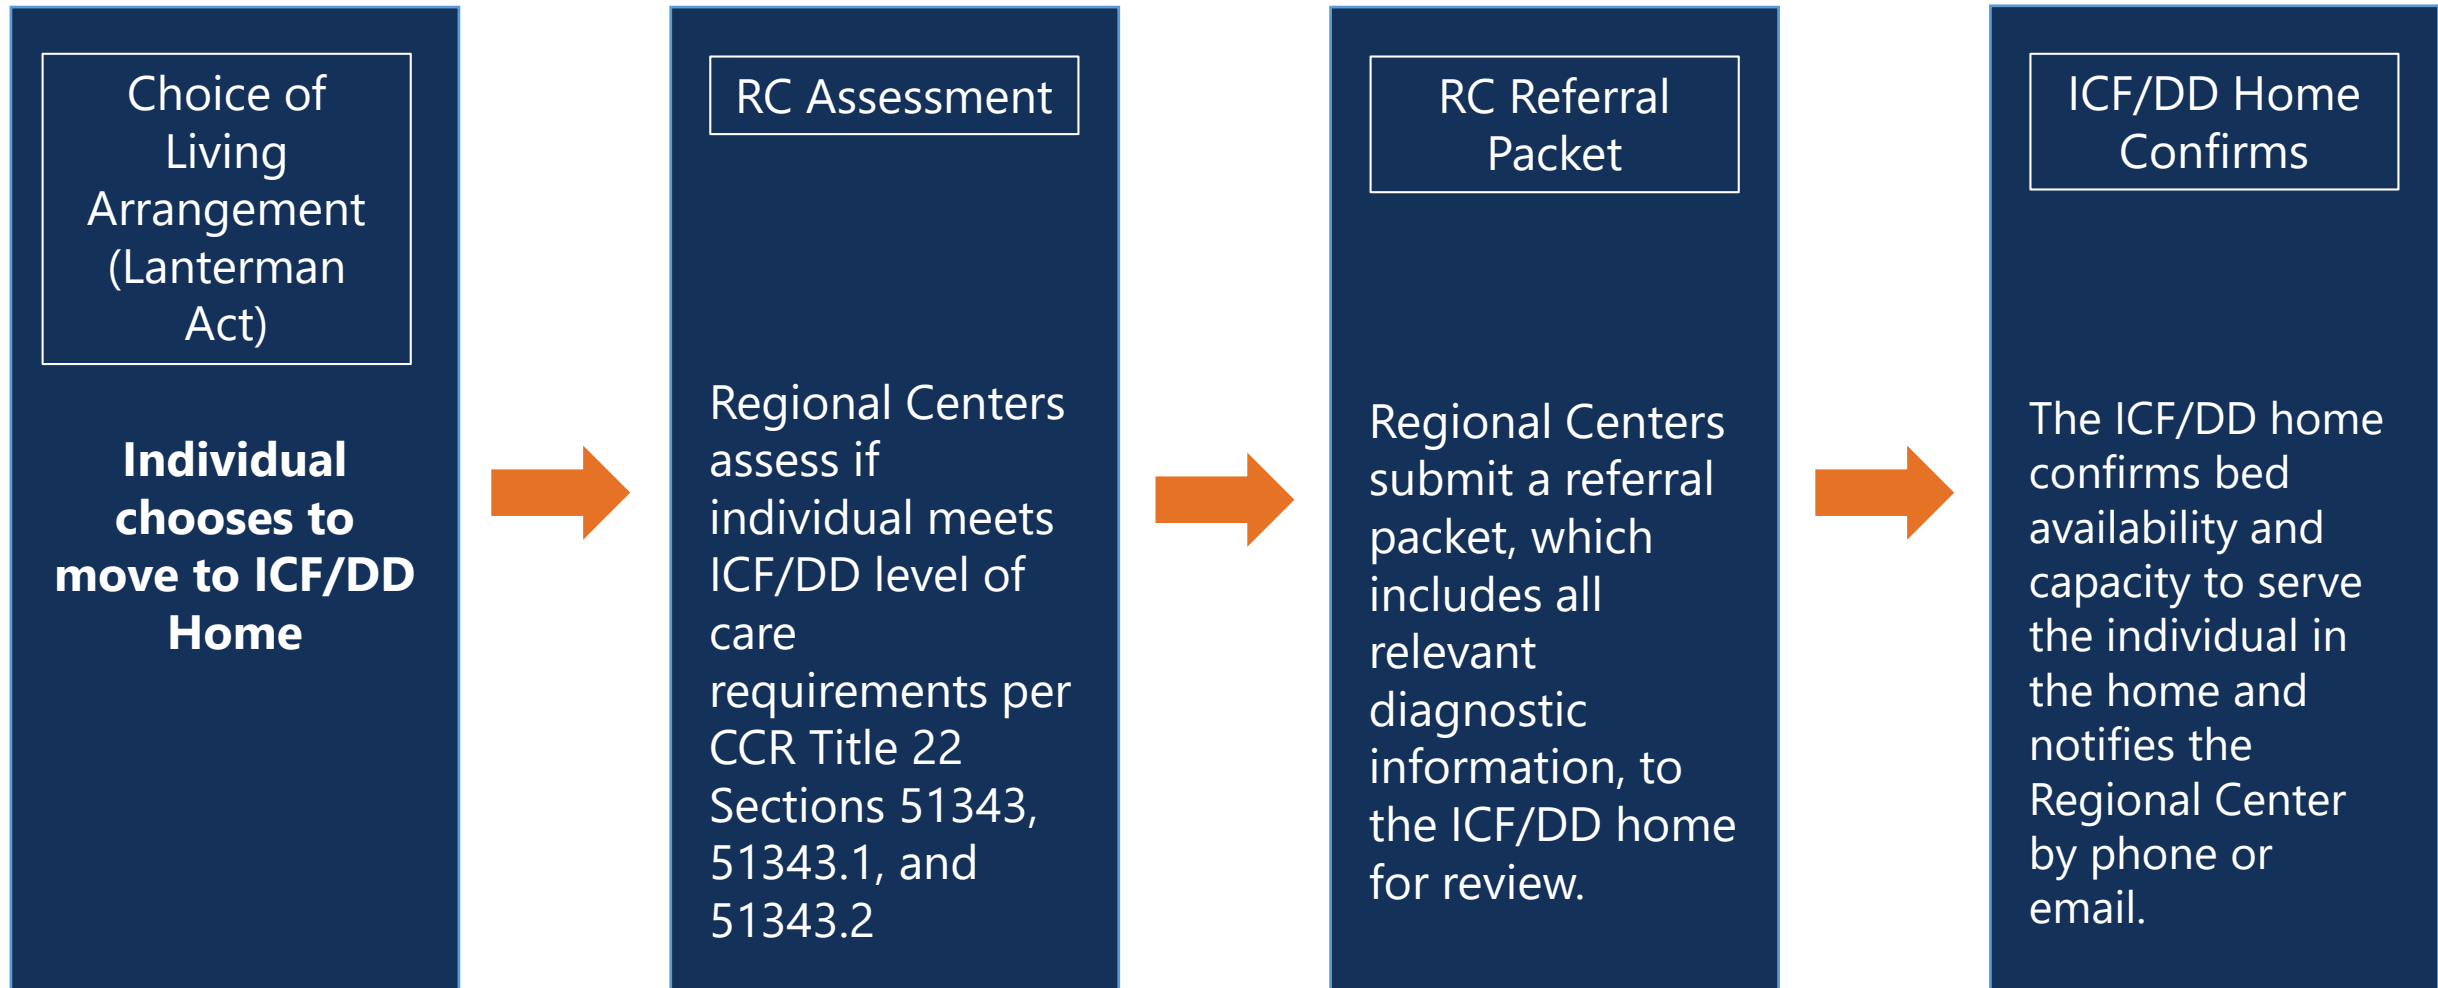 Choice of
Living
Arrangement
(Lanterman
Act)
Individual
chooses to
move to ICF/DD
Home
RC Assessment
Regional Centers
assess if
individual meets
ICF/DD level of
care
requirements per
CCR Title 22
Sections 51343,
51343.1, and
51343.2
RC Referral
Packet
Regional Centers
submit a referral
packet, which
includes all
relevant
diagnostic
information, to
the ICF/DD home
for review.
ICF/DD Home
Confirms
The ICF/DD home
confirms bed
availability and
capacity to serve
the individual in
the home and
notifies the
Regional Center
by phone or
email.